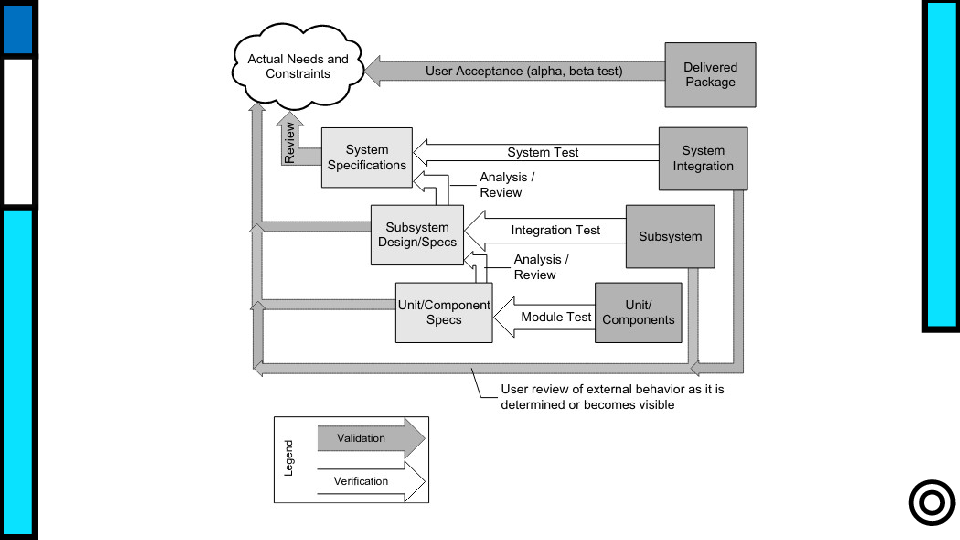 Actual Needs and
Constraints
User Acceptance (alpha, beta test)
Delivered
Package
Review
System
Specifications
System Test
System
Integration
Analysis /
Review
Subsystem
Design/Specs
Integration Test
Subsystem
Analysis /
Review
Unit/Component
Specs
Module Test
Unit/
Components
User review of external behavior as it is
determined or becomes visible
Legend
Validation
Verification